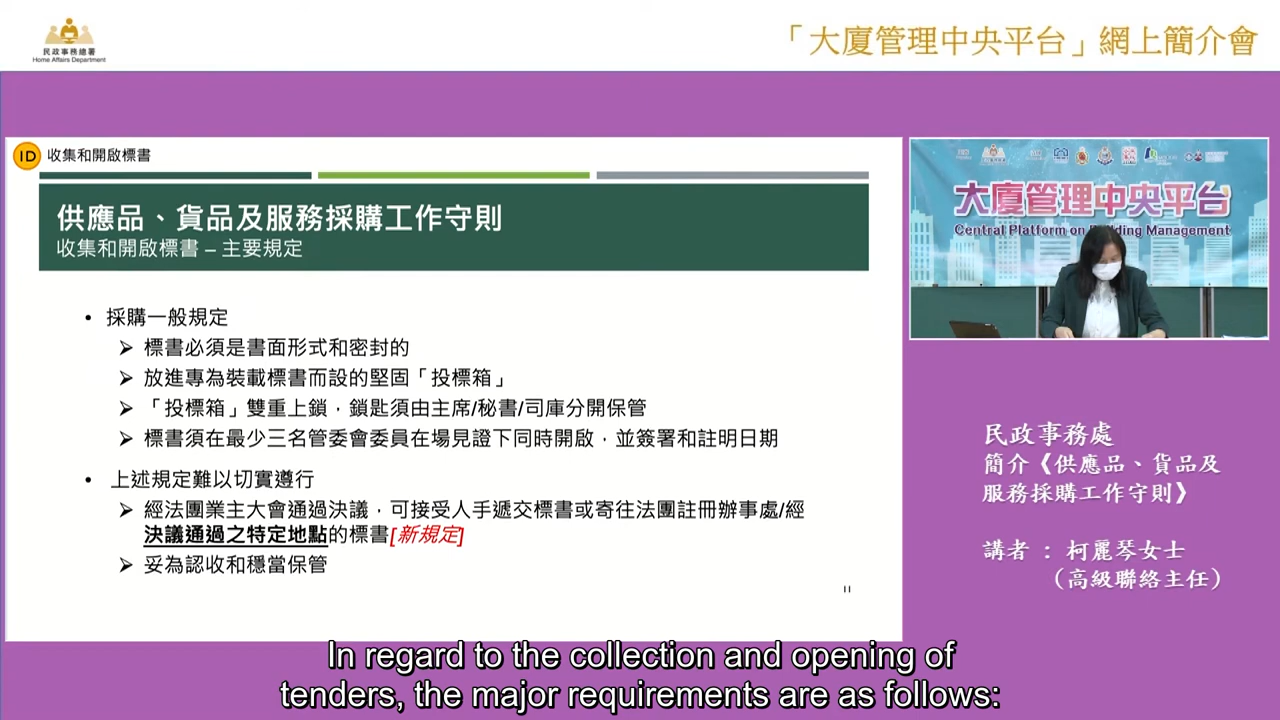 民政事務總署
Home Affairs Department
「大廈管理中央平台」網上簡介會
ID 收集和開啟標書
供應品、貨品及服務採購工作守則
收集和開啟標書 – 主要規定
• 採購一般規定
➢ 標書必須是書面形式和密封的
➢ 放進專為裝載標書而設的堅固「投標箱」
➢ 「投標箱」雙重上鎖，鎖匙須由主席/秘書/司庫分開保管
➢ 標書須在最少三名管委會委員在場見證下同時開啟，並簽署和註明日期
• 上述規定難以切實遵行
➢ 經法團業主大會通過決議，可接受人手遞交標書或寄往法團註冊辦事處/經
決議通過之特定地點的標書[新規定]
➢ 妥為認收和穩當保管
11
大廈管理中央平台
Central Platform on Building Management
民政事務處
簡介《供應品、貨品及
服務採購工作守則》
講者 ： 柯麗琴女士
（高級聯絡主任）
In regard to the collection and opening of
tenders, the major requirements are as follows: